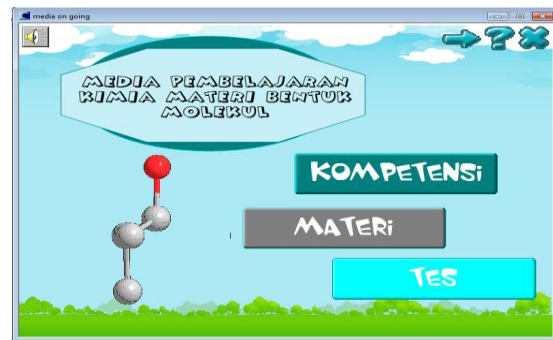 media on going
MEDIA PEMBELAJARAN
KIMIA MATERI BENTUK
MOLEKUL
KOMPETENSi
MATERi
TES